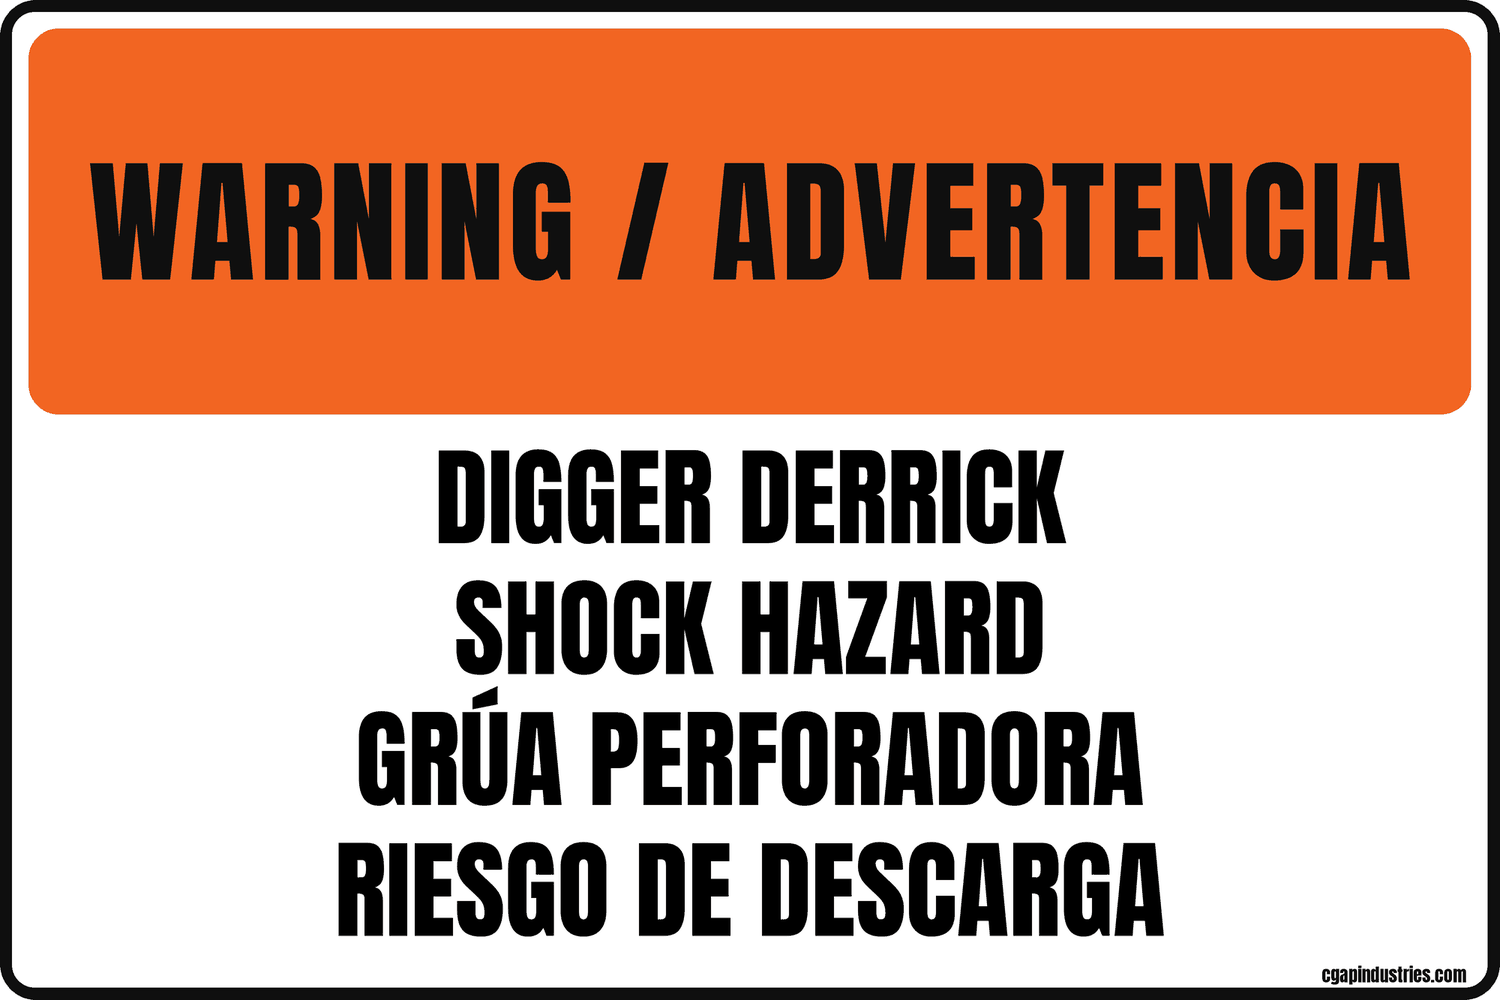 WARNING / ADVERTENCIA
DIGGER DERRICK
SHOCK HAZARD
GRÚA PERFORADORA
RIESGO DE DESCARGA
cgapindustries.com